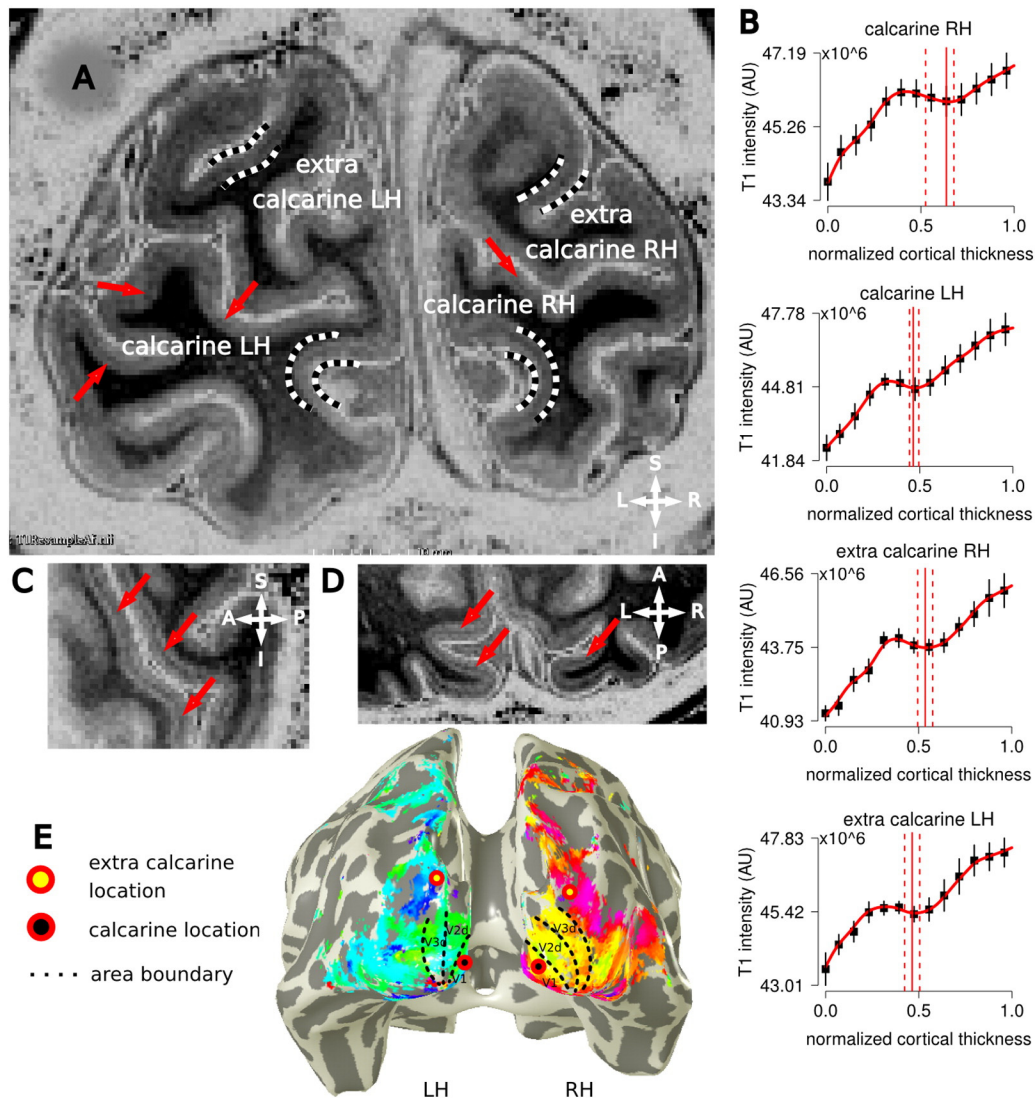 A
extra
calcarine LH
extra
calcarine RH
calcarine RH
calcarine LH
S
L R
I
T1ResampleAf.nii
B
calcarine RH
x10^6
47.19
45.26
43.34
T1 intensity (AU)
0.0 0.5 1.0
normalized cortical thickness
calcarine LH
x10^6
47.78
44.81
41.84
T1 intensity (AU)
0.0 0.5 1.0
normalized cortical thickness
extra calcarine RH
x10^6
46.56
43.75
40.93
T1 intensity (AU)
0.0 0.5 1.0
normalized cortical thickness
extra calcarine LH
x10^6
47.83
45.42
43.01
T1 intensity (AU)
0.0 0.5 1.0
normalized cortical thickness
C
S
A P
I
D
A
L R
P
E
extra calcarine
location
calcarine location
area boundary
V3d V2d V1
V3d V2d V1
LH RH